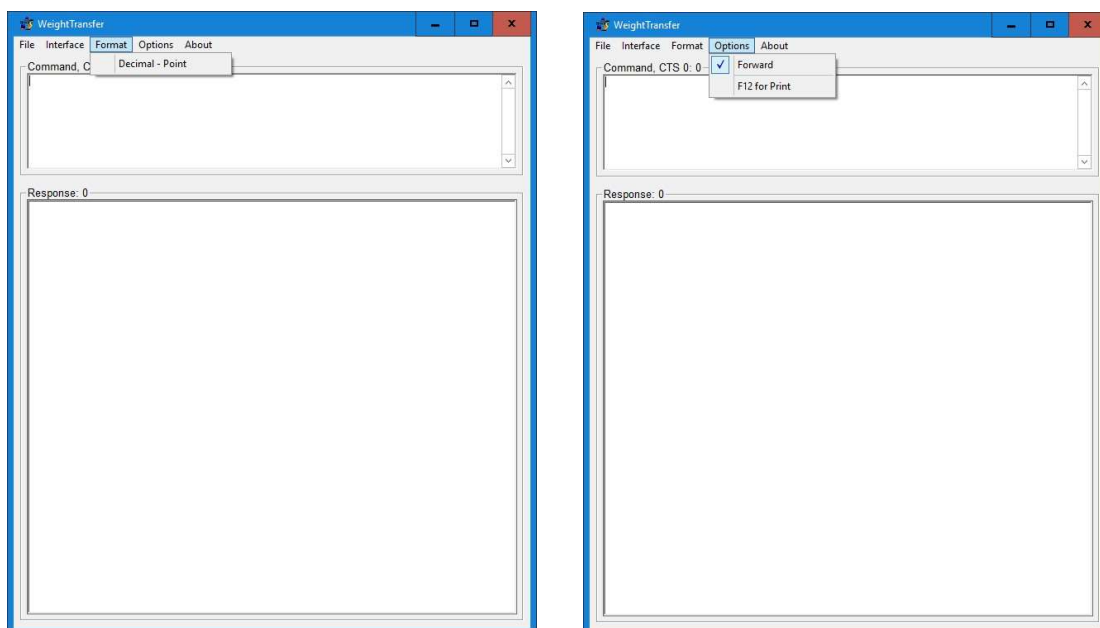 WeightTransfer
File Interface Format Options About
Decimal - Point
Command, C
Response: 0
WeightTransfer
File Interface Format Options About
Forward
Command, CTS 0: 0
F12 for Print
Response: 0